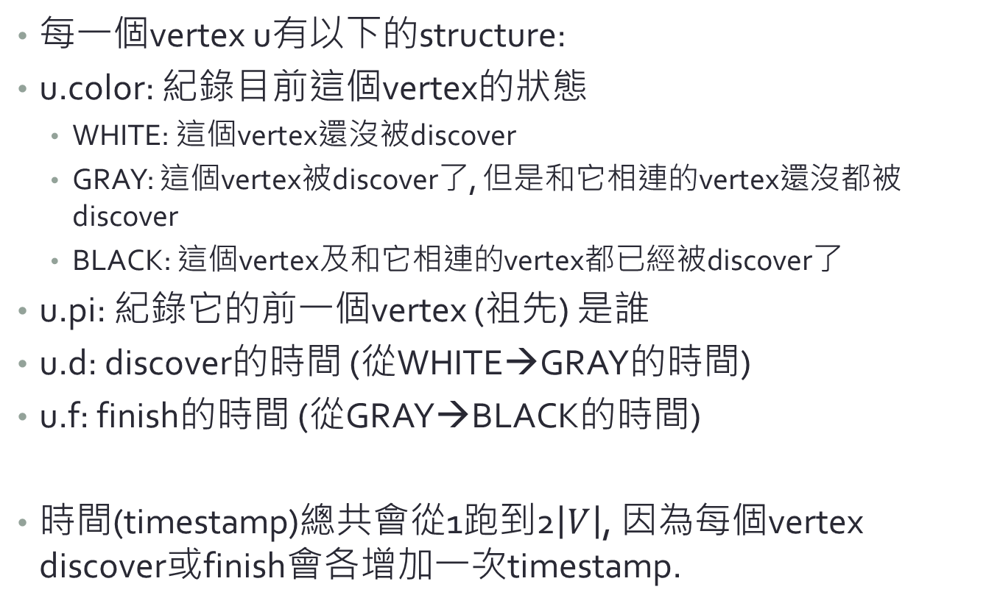 • 每一個vertex u有以下的structure:
• u.color: 紀錄目前這個vertex的狀態
• WHITE: 這個vertex還沒被discover
• GRAY: 這個vertex被discover了, 但是和它相連的vertex還沒都被
discover
• BLACK: 這個vertex及和它相連的vertex都已經被discover了
• u.pi: 紀錄它的前一個vertex (祖先) 是誰
• u.d: discover的時間 (從WHITE→GRAY的時間)
• u.f: finish的時間 (從GRAY→BLACK的時間)
• 時間(timestamp)總共會從1跑到2|V|, 因為每個vertex
discover或finish會各增加一次timestamp.